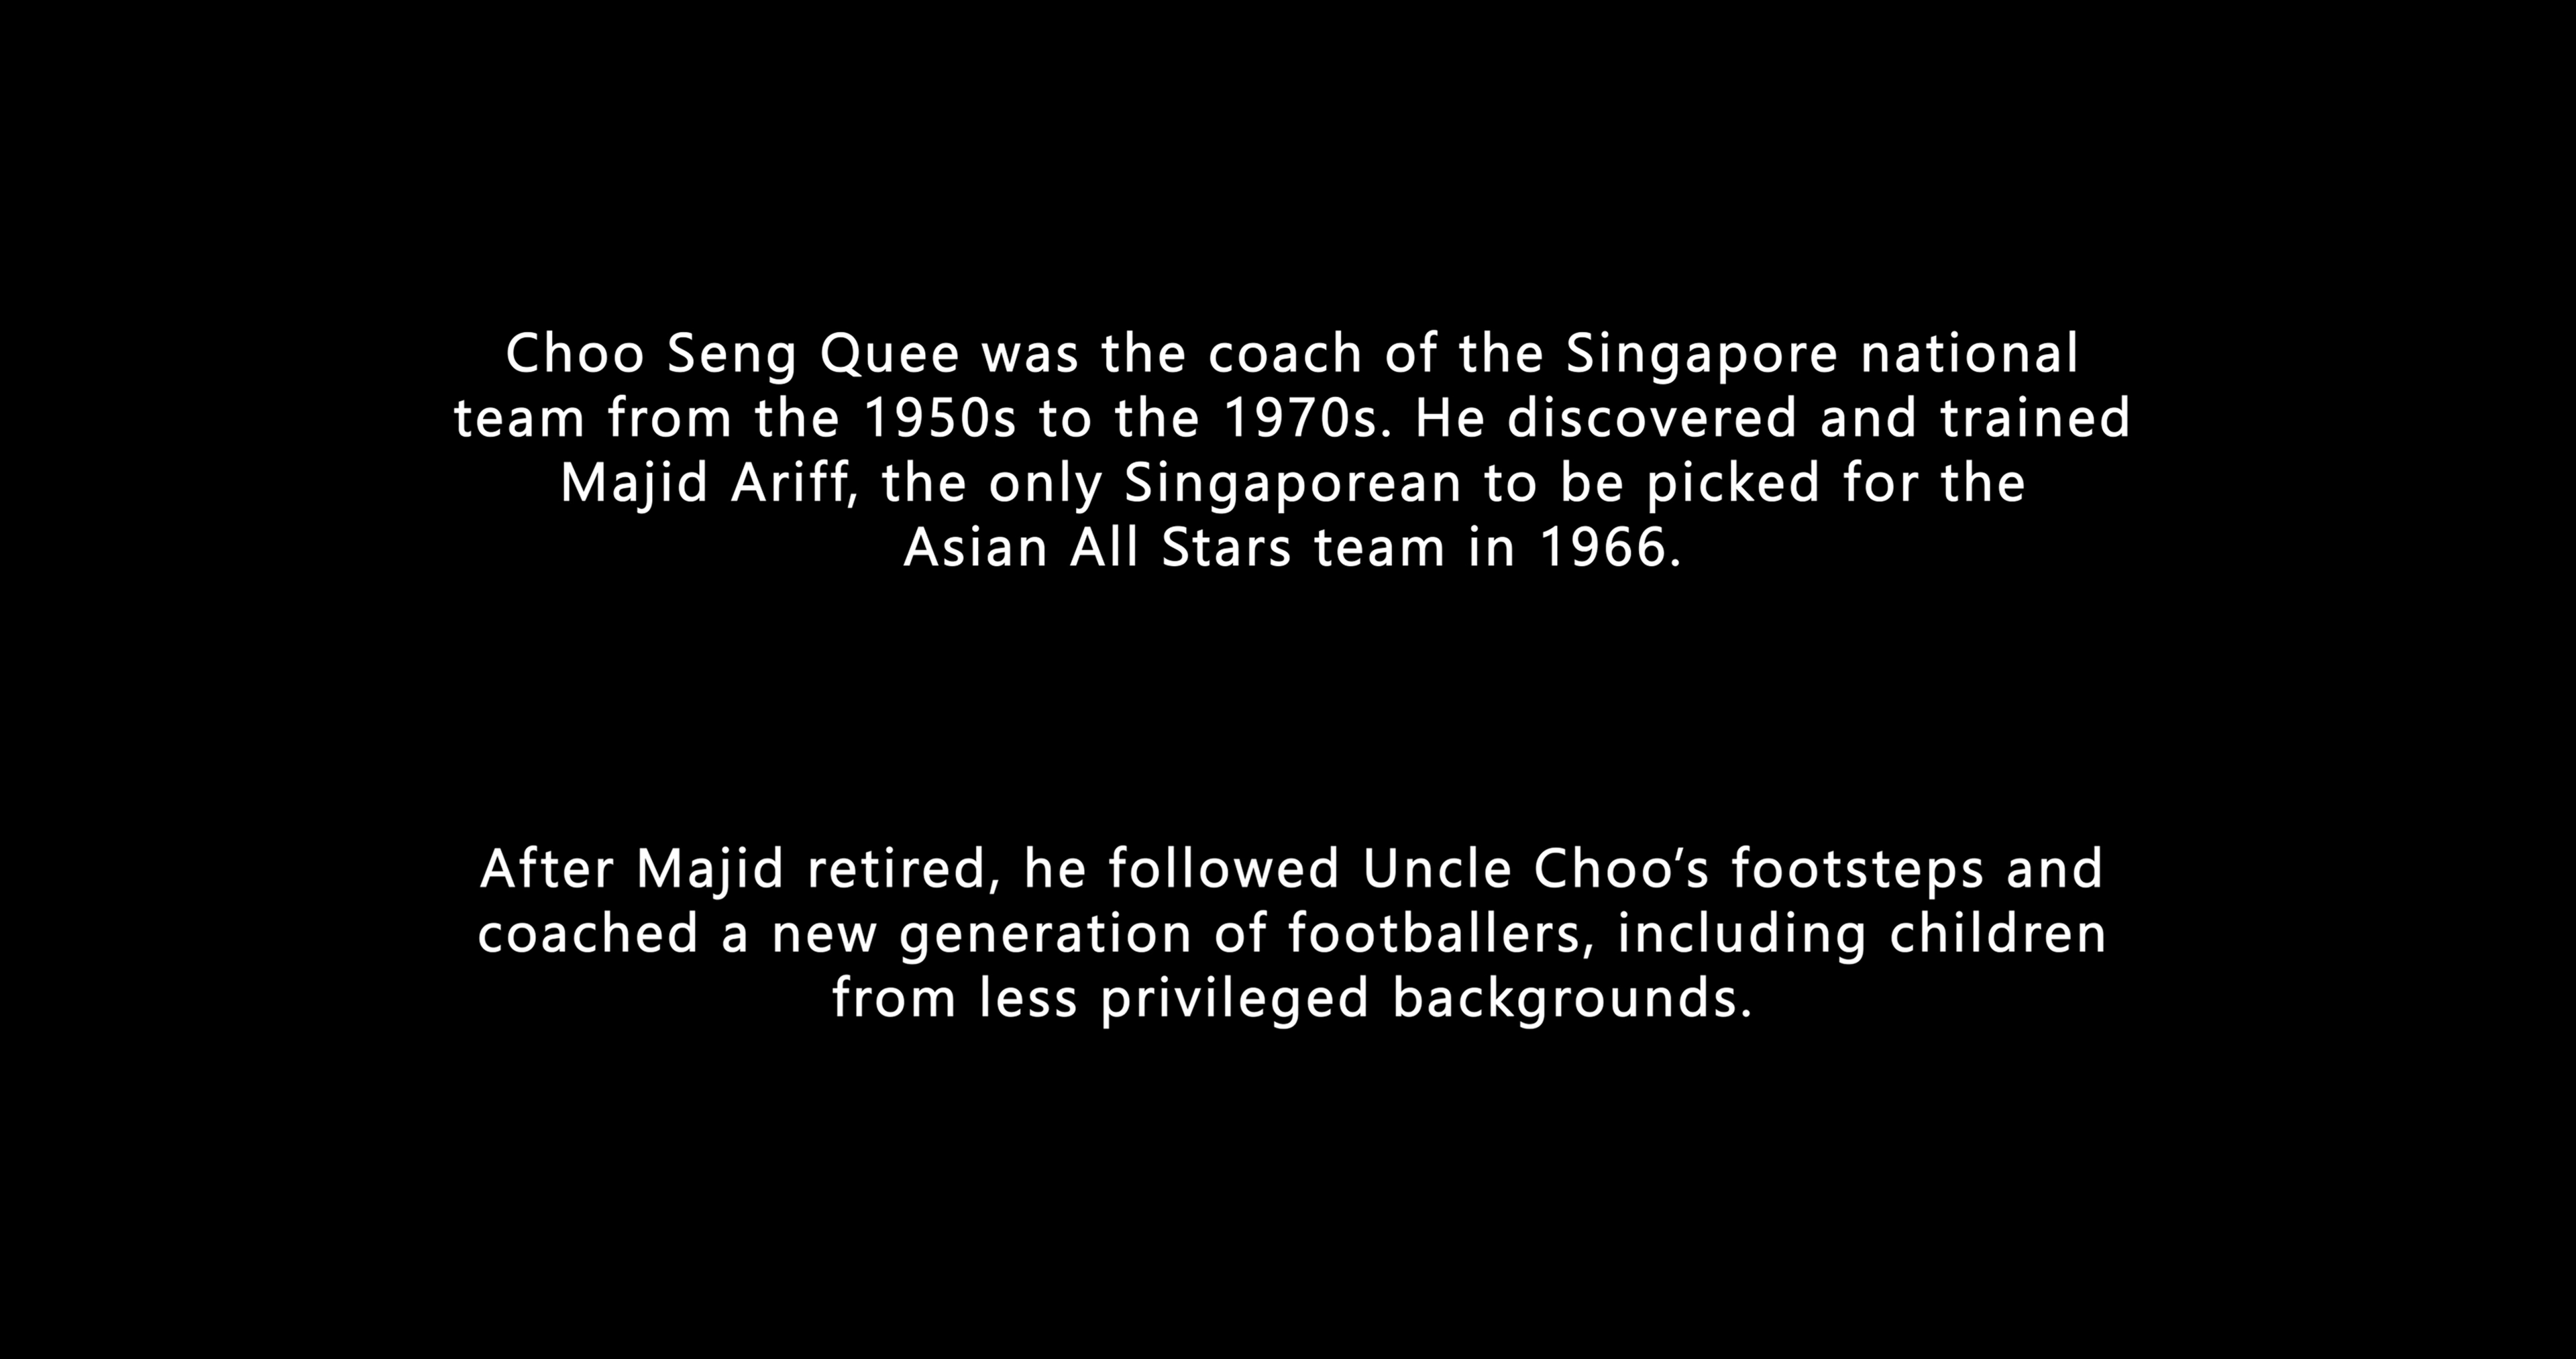 Choo Seng Quee was the coach of the Singapore national
team from the 1950s to the 1970s. He discovered and trained
Majid Ariff, the only Singaporean to be picked for the
Asian All Stars team in 1966.
After Majid retired, he followed Uncle Choo’s footsteps and
coached a new generation of footballers, including children
from less privileged backgrounds.